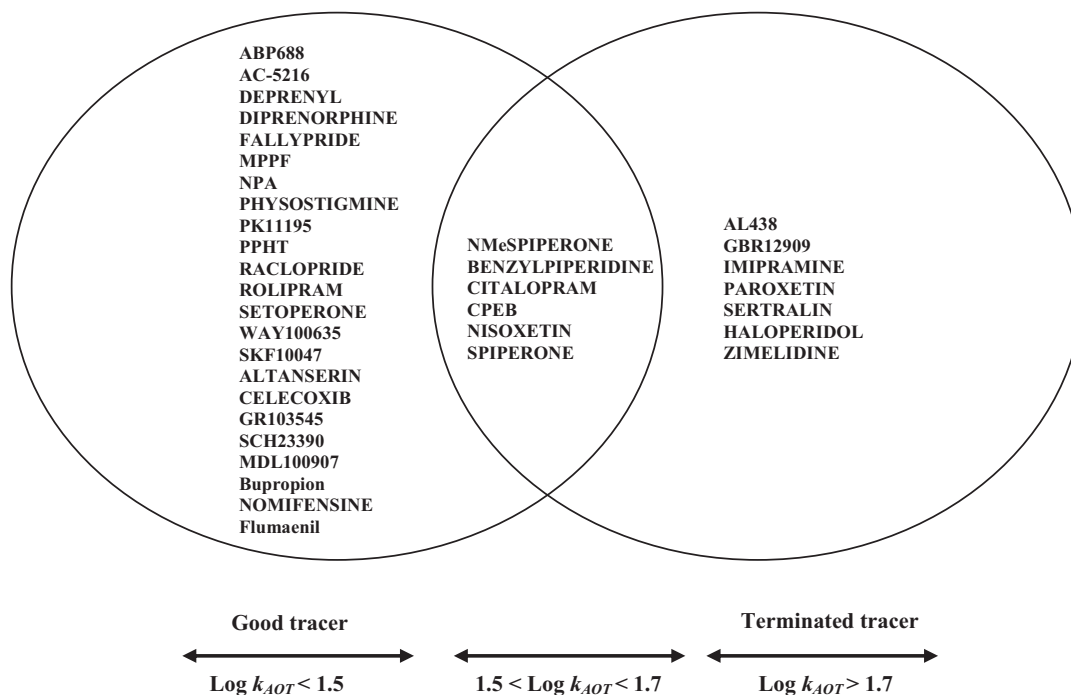 ABP688
AC-5216
DEPRENYL
DIPRENORPHINE
FALLYPRIDE
MPPF
NPA
PHYSOSTIGMINE
PK11195
PPHT
RACLOPRIDE
ROLIPRAM
SETOPERONE
WAY100635
SKF10047
ALTANSERIN
CELECOXIB
GR103545
SCH23390
MDL100907
Bupropion
NOMIFENSINE
Flumaenil
NMeSPIPERONE
BENZYLPIPERIDINE
CITALOPRAM
CPEB
NISOXETIN
SPIPERONE
AL438
GBR12909
IMIPRAMINE
PAROXETIN
SERTRALIN
HALOPERIDOL
ZIMELIDINE
Good tracer
Terminated tracer
Log k_AOT < 1.5
1.5 < Log k_AOT < 1.7
Log k_AOT > 1.7